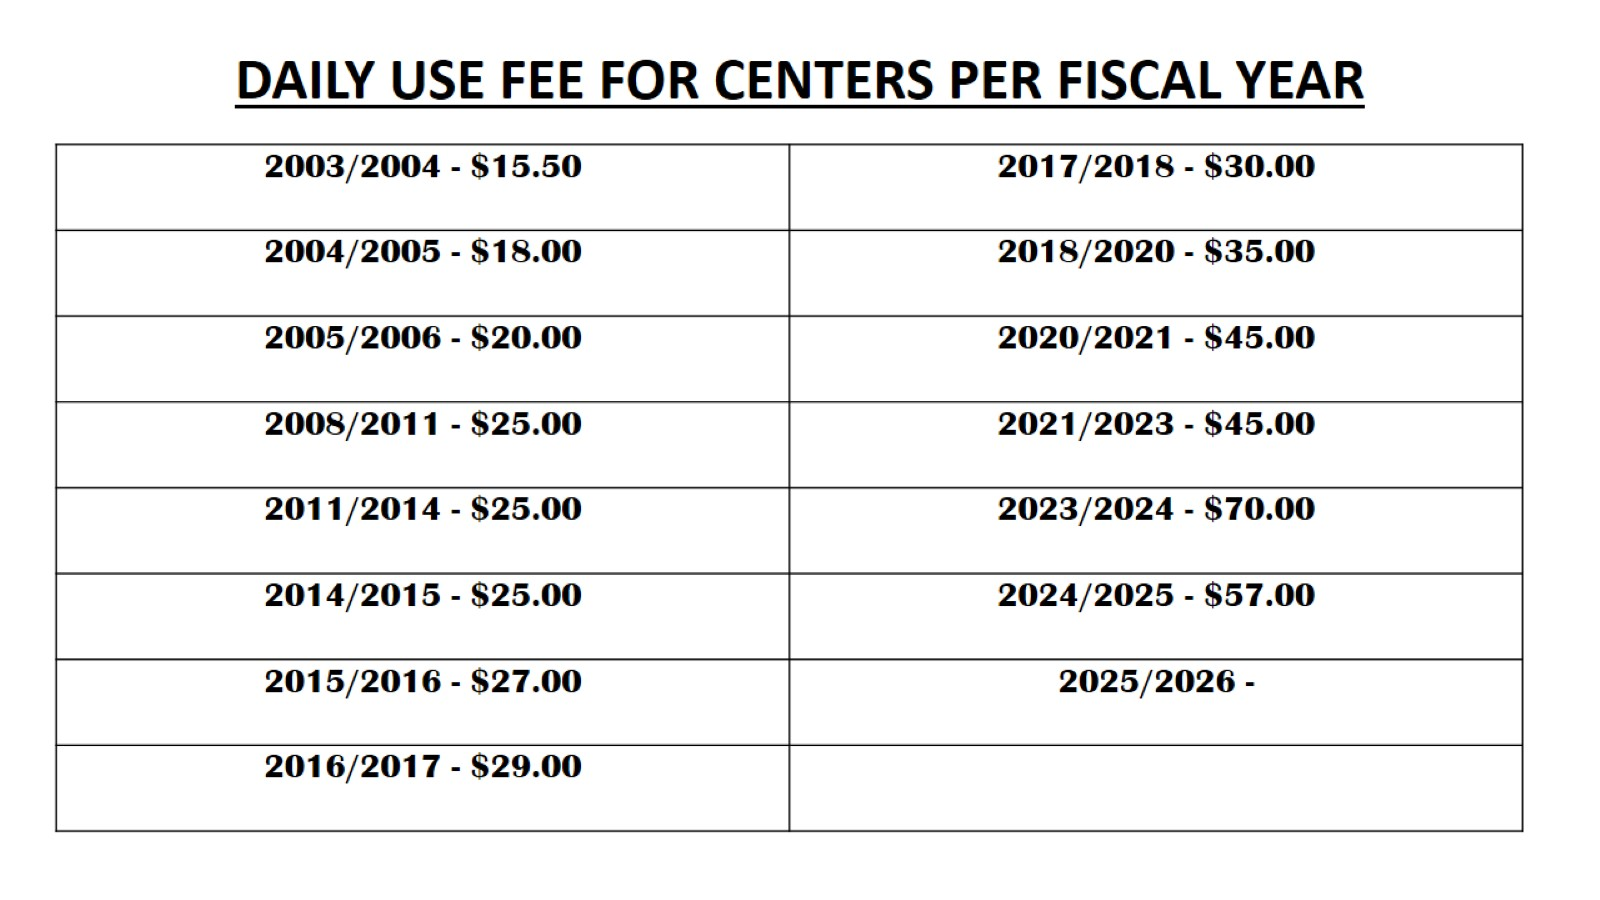 DAILY USE FEE FOR CENTERS PER FISCAL YEAR
2003/2004 - $15.50
2017/2018 - $30.00
2004/2005 - $18.00
2018/2020 - $35.00
2005/2006 - $20.00
2020/2021 - $45.00
2008/2011 - $25.00
2021/2023 - $45.00
2011/2014 - $25.00
2023/2024 - $70.00
2014/2015 - $25.00
2024/2025 - $57.00
2015/2016 - $27.00
2025/2026 -
2016/2017 - $29.00